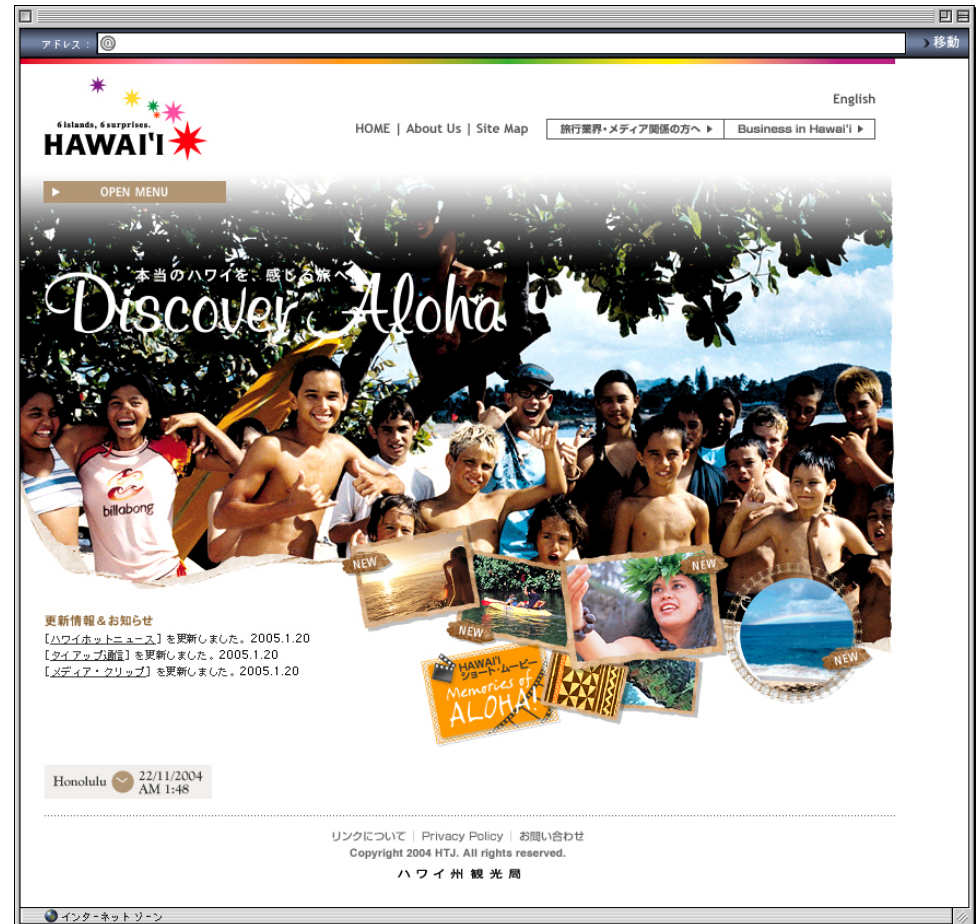 アドレス：
移動
English
6 islands, 6 surprises.
HAWAI'I
HOME | About Us | Site Map
旅行業界・メディア関係の方へ
Business in Hawai'i
OPEN MENU
本当のハワイを、感じる旅へ。
Discover Aloha
billabong
NEW
NEW
NEW
NEW
HAWAI'I
ショート・ムービー
Memories of
ALOHA!
更新情報＆お知らせ
[ハワイホットニュース] を更新しました。2005.1.20
[タイアップ通信] を更新しました。2005.1.20
[メディア・クリップ] を更新しました。2005.1.20
Honolulu
22/11/2004
AM 1:48
リンクについて | Privacy Policy | お問い合わせ
Copyright 2004 HTJ. All rights reserved.
ハワイ州観光局
インターネット ゾーン